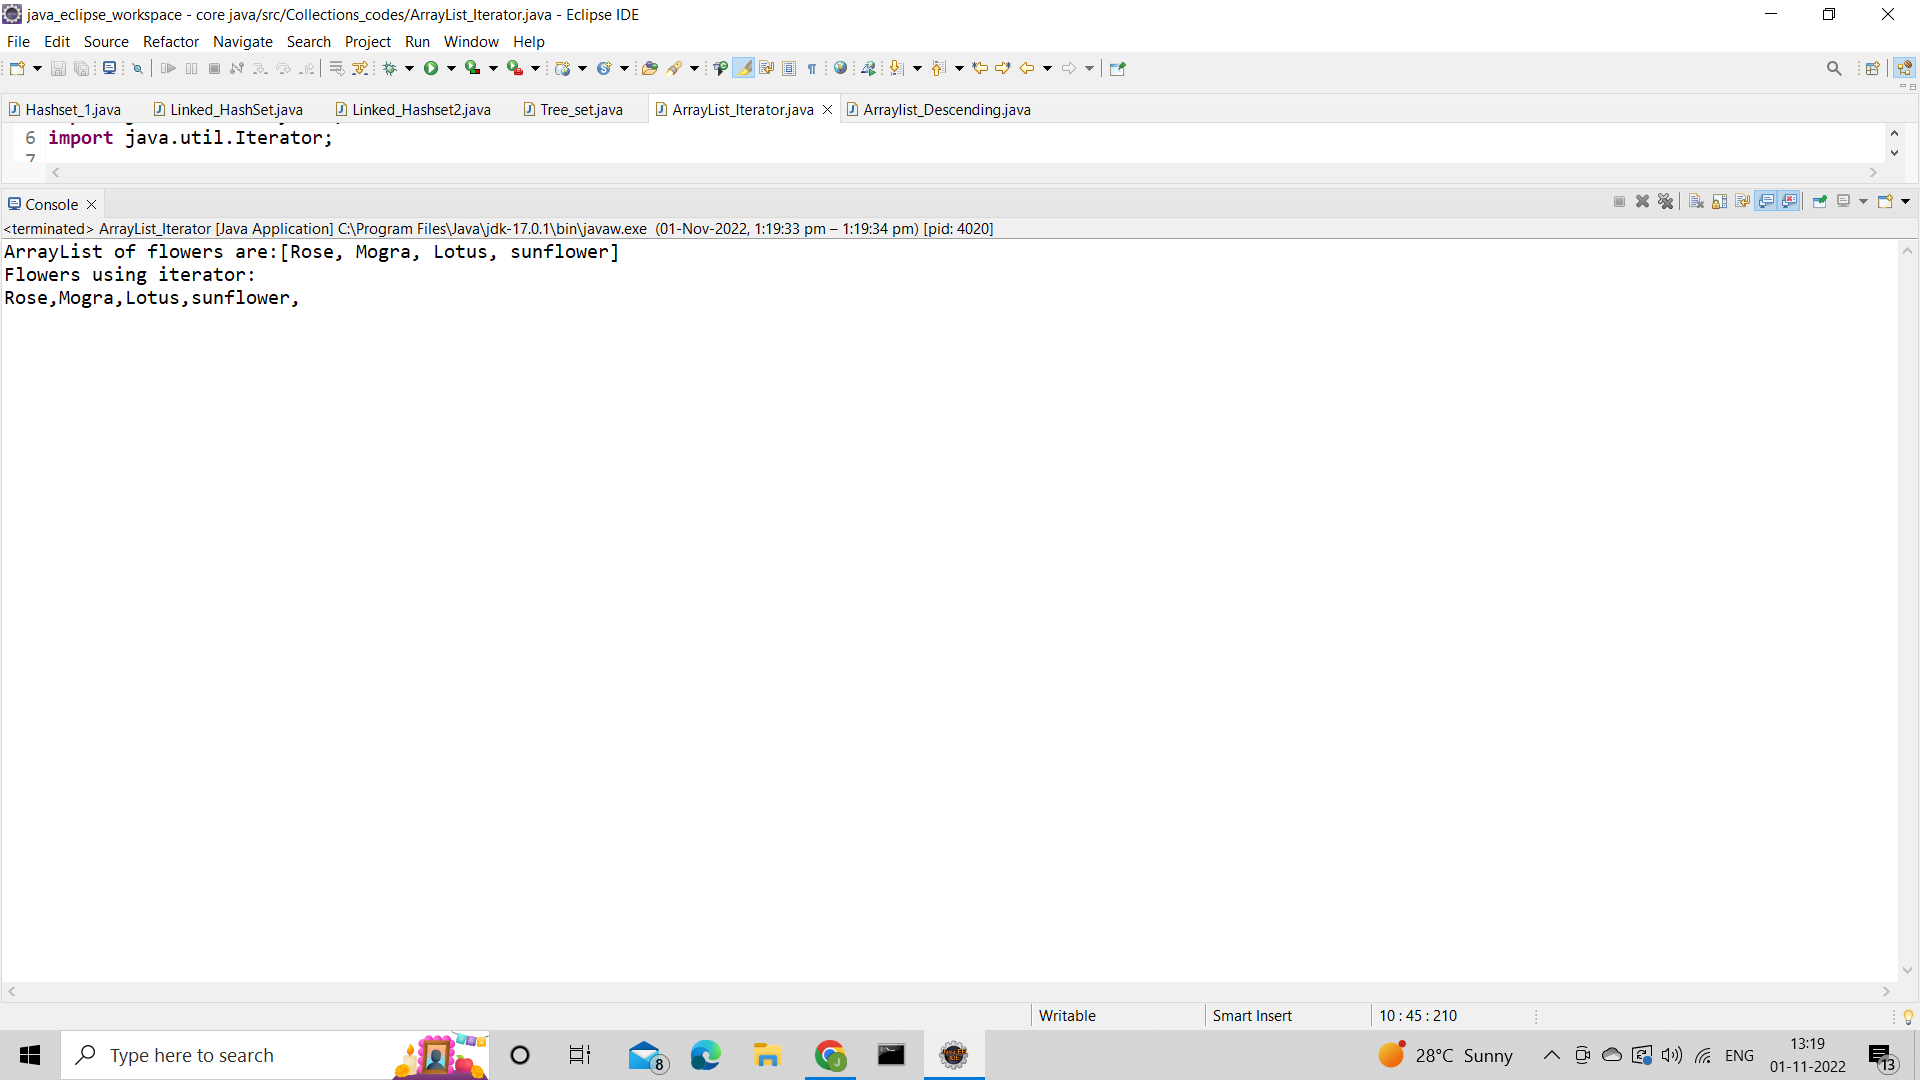 java_eclipse_workspace - core java/src/Collections_codes/ArrayList_Iterator.java - Eclipse IDE
File Edit Source Refactor Navigate Search Project Run Window Help
Hashset_1.java Linked_HashSet.java Linked_Hashset2.java Tree_set.java ArrayList_Iterator.java Arraylist_Descending.java
6 import java.util.Iterator;
7
Console
<terminated> ArrayList_Iterator [Java Application] C:\Program Files\Java\jdk-17.0.1\bin\javaw.exe (01-Nov-2022, 1:19:33 pm – 1:19:34 pm) [pid: 4020]
ArrayList of flowers are:[Rose, Mogra, Lotus, sunflower]
Flowers using iterator:
Rose,Mogra,Lotus,sunflower,
Writable Smart Insert 10 : 45 : 210
Type here to search 8 28°C Sunny ENG 13:19
01-11-2022 13